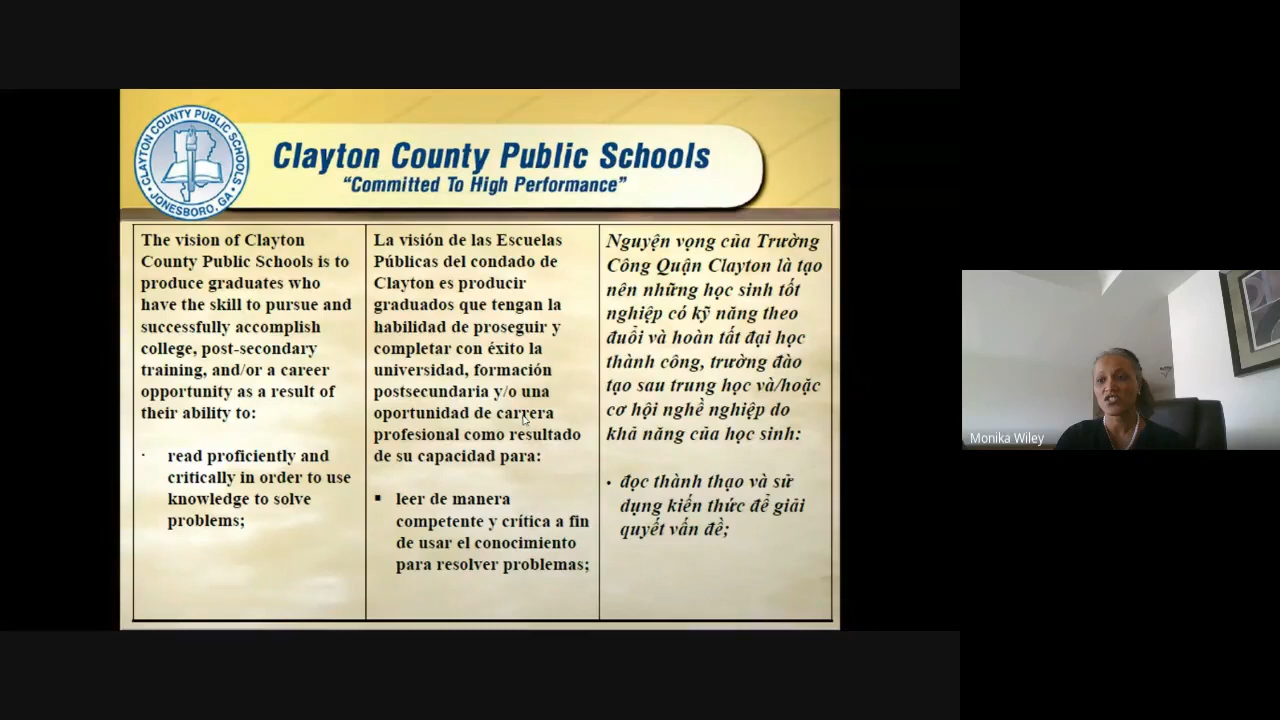 CLAYTON COUNTY PUBLIC SCHOOLS
JONESBORO, GA.
Clayton County Public Schools
“Committed To High Performance”
The vision of Clayton
County Public Schools is to
produce graduates who
have the skill to pursue and
successfully accomplish
college, post-secondary
training, and/or a career
opportunity as a result of
their ability to:
· read proficiently and
critically in order to use
knowledge to solve
problems;
La visión de las Escuelas
Públicas del condado de
Clayton es producir
graduados que tengan la
habilidad de proseguir y
completar con éxito la
universidad, formación
postsecundaria y/o una
oportunidad de carrera
profesional como resultado
de su capacidad para:
▪ leer de manera
competente y crítica a fin
de usar el conocimiento
para resolver problemas;
Nguyện vọng của Trường
Công Quận Clayton là tạo
nên những học sinh tốt
nghiệp có kỹ năng theo
đuổi và hoàn tất đại học
thành công, trường đào
tạo sau trung học và/hoặc
cơ hội nghề nghiệp do
khả năng của học sinh:
• đọc thành thạo và sử
dụng kiến thức để giải
quyết vấn đề;
Monika Wiley